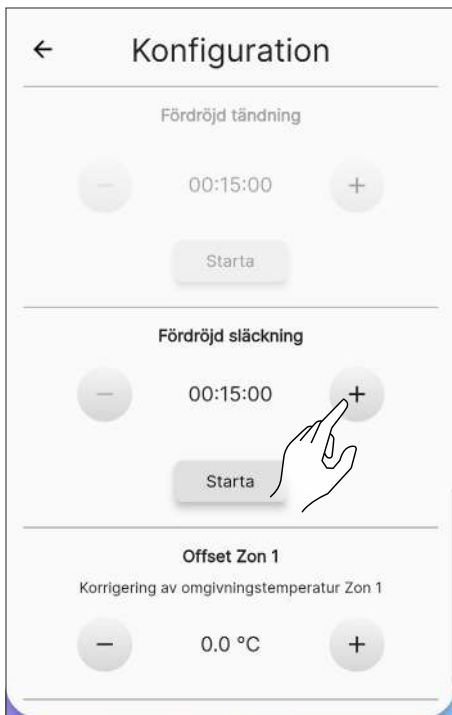 ← Konfiguration
Fördröjd tändning
− 00:15:00 +
Starta
Fördröjd släckning
− 00:15:00 +
Starta
Offset Zon 1
Korrigering av omgivningstemperatur Zon 1
− 0.0 °C +